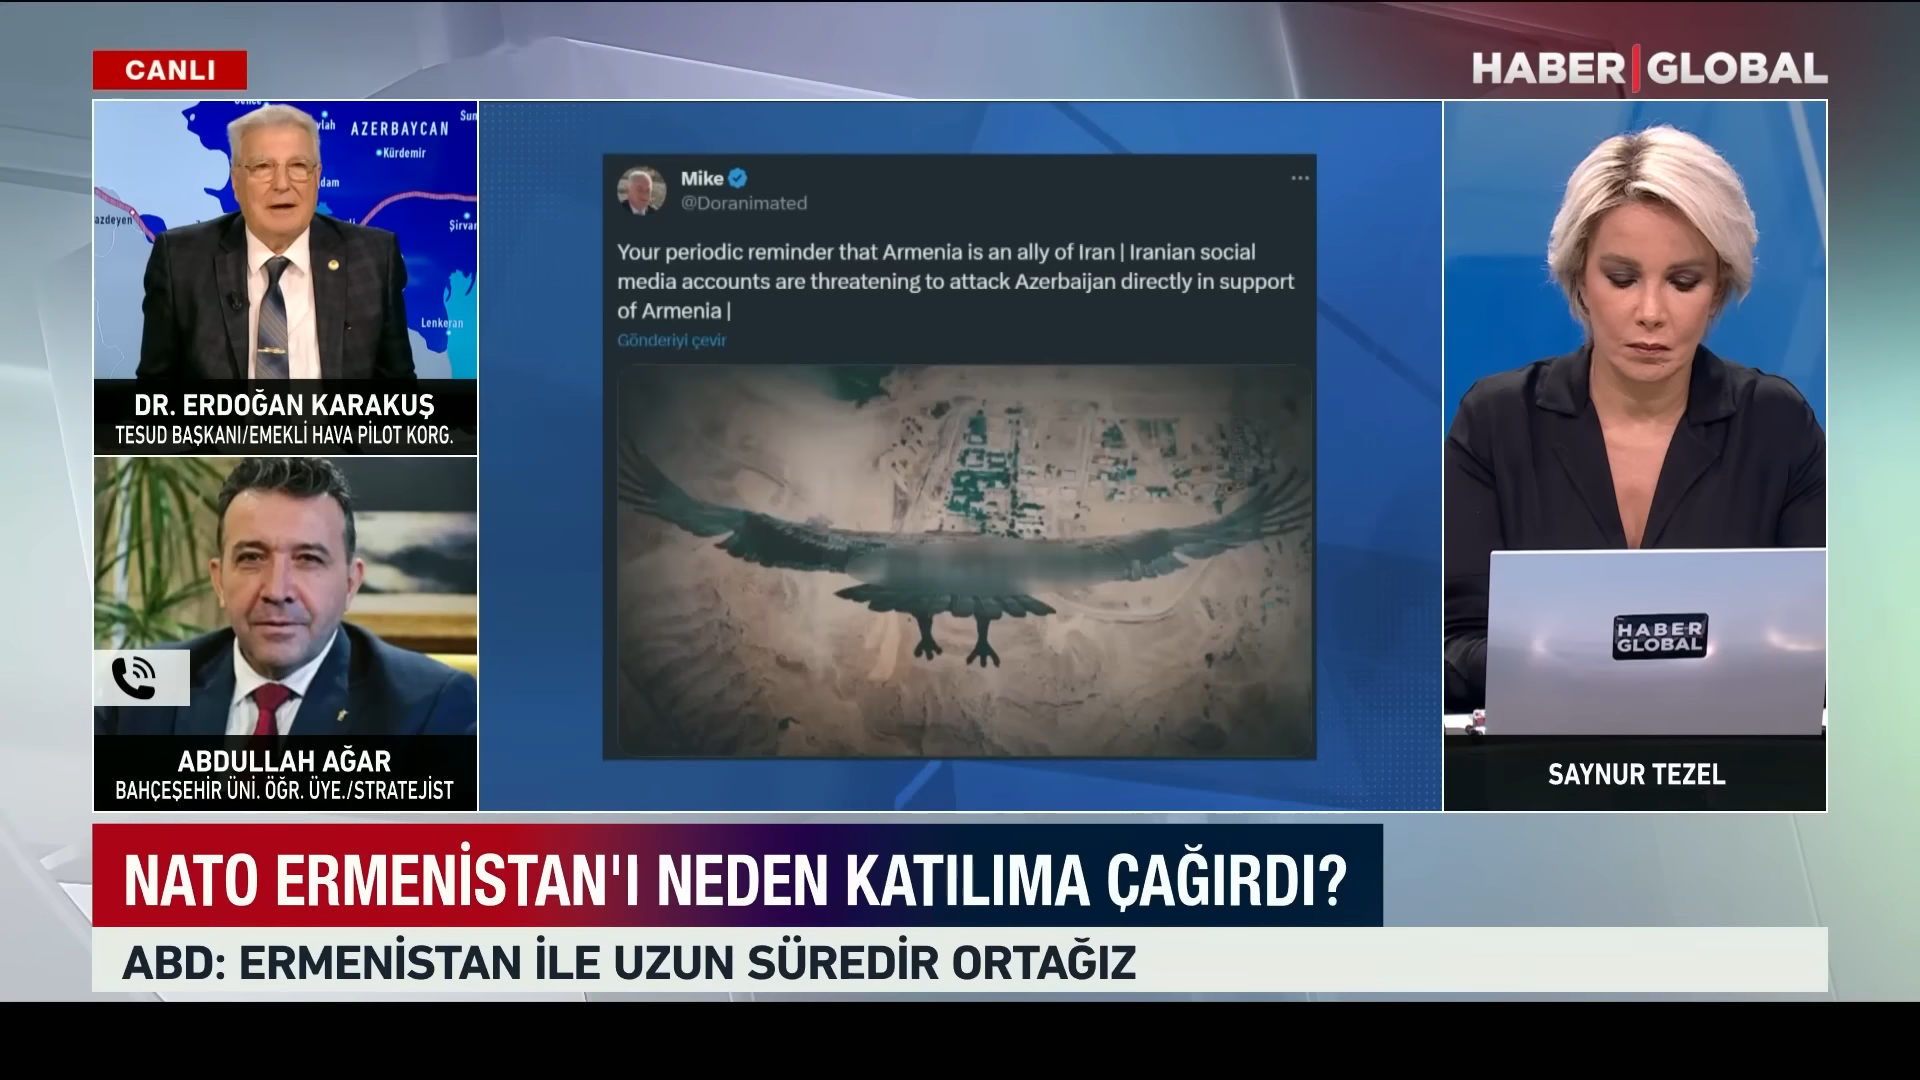 CANLI
HABER GLOBAL
AZERBAYCAN
Kürdemir
Lenkeran
DR. ERDOĞAN KARAKUŞ
TESUD BAŞKANI/EMEKLİ HAVA PİLOT KORG.
ABDULLAH AĞAR
BAHÇEŞEHİR ÜNİ. ÖĞR. ÜYE./STRATEJİST
Mike
@Doranimated
Your periodic reminder that Armenia is an ally of Iran | Iranian social
media accounts are threatening to attack Azerbaijan directly in support
of Armenia |
Gönderiyi çevir
HABER
GLOBAL
SAYNUR TEZEL
NATO ERMENİSTAN'I NEDEN KATILIMA ÇAĞIRDI?
ABD: ERMENİSTAN İLE UZUN SÜREDİR ORTAĞIZ